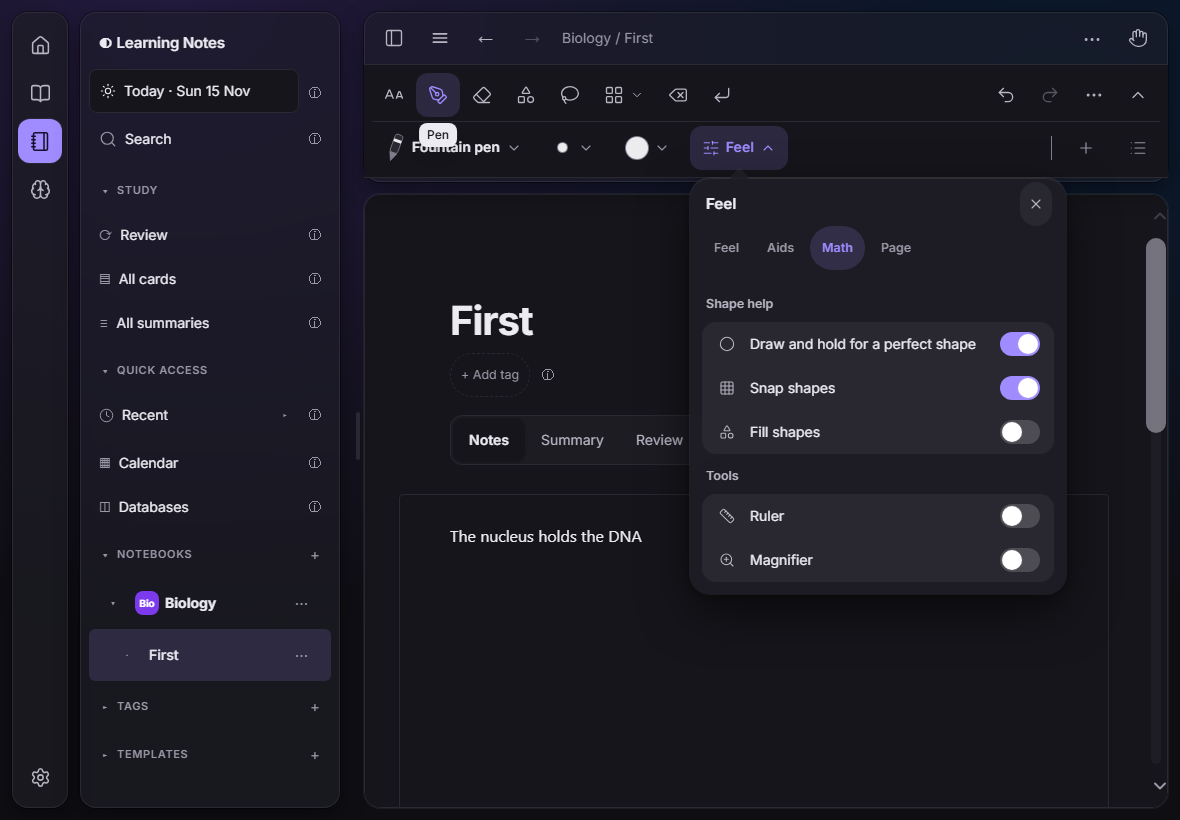 Learning Notes
Today · Sun 15 Nov
Search
STUDY
Review
All cards
All summaries
QUICK ACCESS
Recent
Calendar
Databases
NOTEBOOKS
Bio Biology
First
TAGS
TEMPLATES
Biology / First
AA
Pen
Fountain pen
Feel
Feel
Feel Aids Math Page
Shape help
Draw and hold for a perfect shape
Snap shapes
Fill shapes
Tools
Ruler
Magnifier
First
+ Add tag
Notes Summary Review
The nucleus holds the DNA